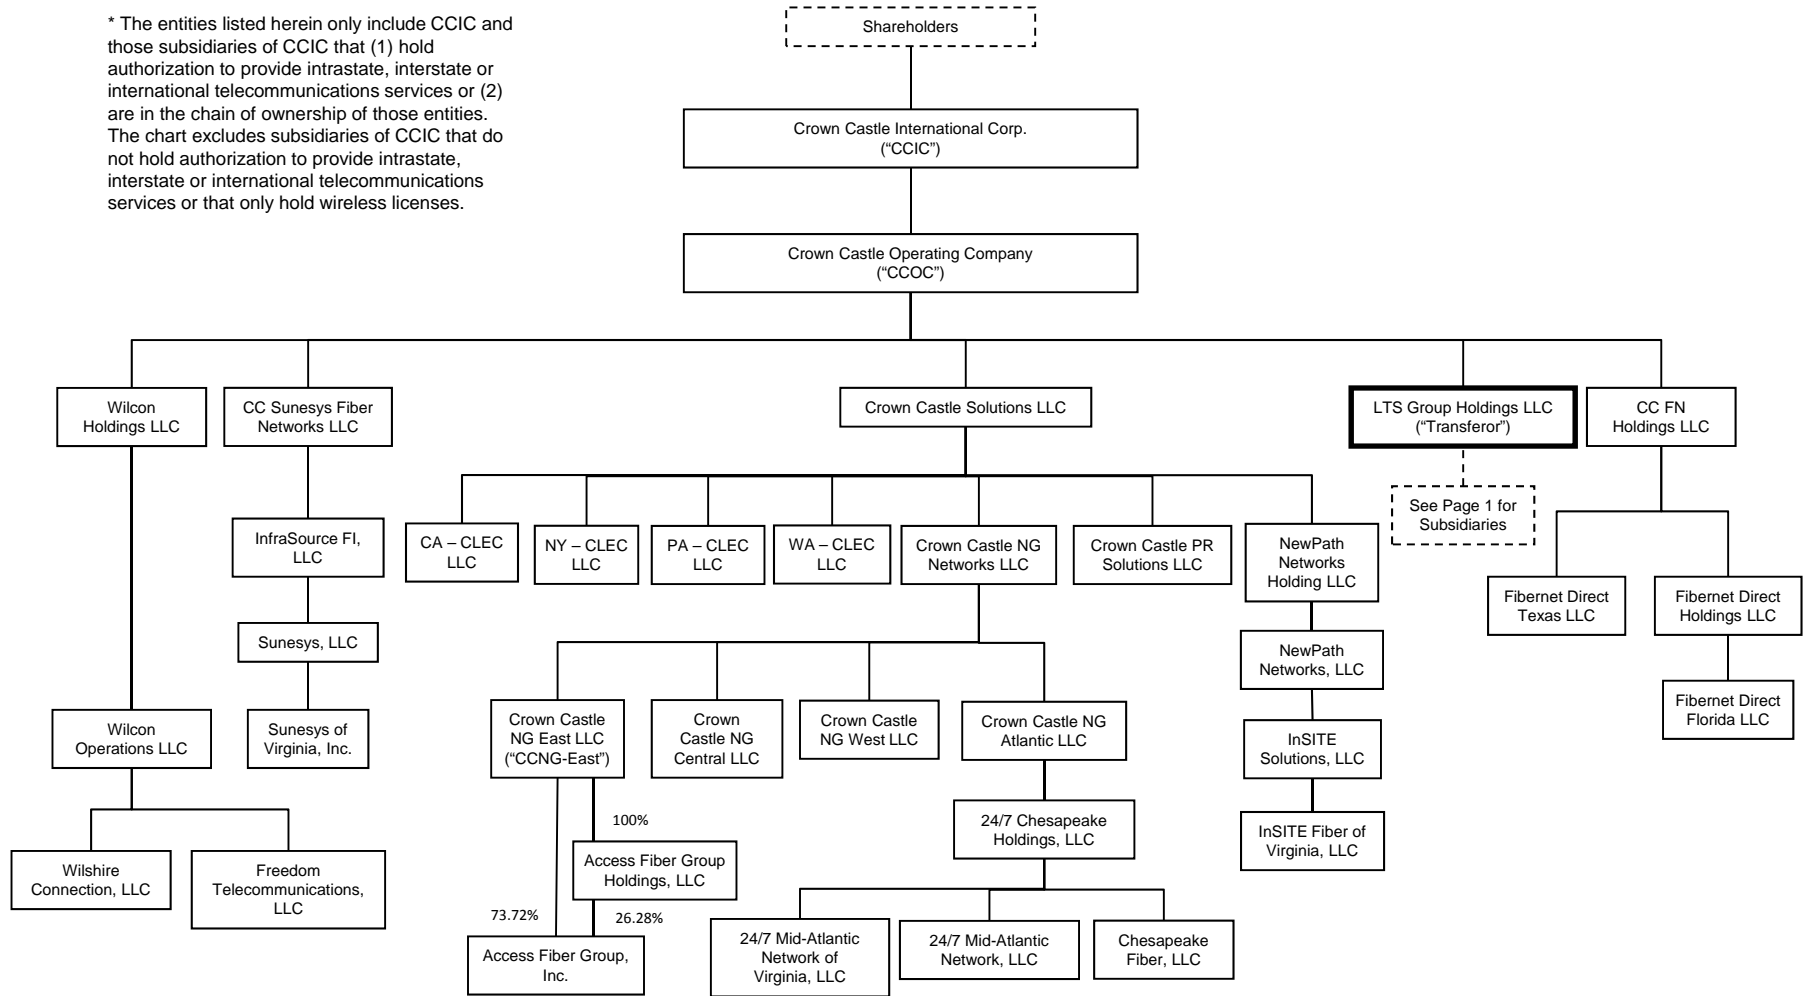 * The entities listed herein only include CCIC and
those subsidiaries of CCIC that (1) hold
authorization to provide intrastate, interstate or
international telecommunications services or (2)
are in the chain of ownership of those entities.
The chart excludes subsidiaries of CCIC that do
not hold authorization to provide intrastate,
interstate or international telecommunications
services or that only hold wireless licenses.
Shareholders
Crown Castle International Corp.
(“CCIC”)
Crown Castle Operating Company
(“CCOC”)
Wilcon
Holdings LLC
CC Sunesys Fiber
Networks LLC
Crown Castle Solutions LLC
LTS Group Holdings LLC
(“Transferor”)
CC FN
Holdings LLC
See Page 1 for
Subsidiaries
InfraSource FI,
LLC
CA – CLEC
LLC
NY – CLEC
LLC
PA – CLEC
LLC
WA – CLEC
LLC
Crown Castle NG
Networks LLC
Crown Castle PR
Solutions LLC
NewPath
Networks
Holding LLC
Fibernet Direct
Texas LLC
Fibernet Direct
Holdings LLC
Sunesys, LLC
NewPath
Networks, LLC
Fibernet Direct
Florida LLC
Wilcon
Operations LLC
Sunesys of
Virginia, Inc.
Crown Castle
NG East LLC
(“CCNG-East”)
Crown
Castle NG
Central LLC
Crown Castle
NG West LLC
Crown Castle NG
Atlantic LLC
InSITE
Solutions, LLC
100%
24/7 Chesapeake
Holdings, LLC
InSITE Fiber of
Virginia, LLC
Wilshire
Connection, LLC
Freedom
Telecommunications,
LLC
Access Fiber Group
Holdings, LLC
73.72%
26.28%
Access Fiber Group,
Inc.
24/7 Mid-Atlantic
Network of
Virginia, LLC
24/7 Mid-Atlantic
Network, LLC
Chesapeake
Fiber, LLC